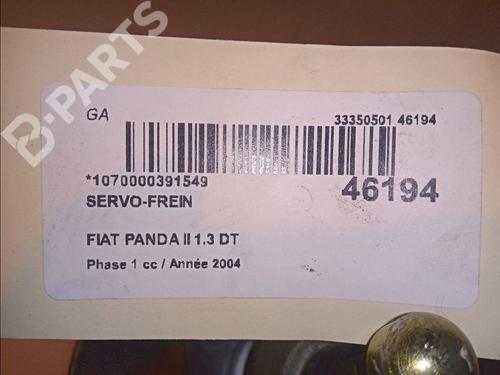 B-PARTS
GA
33350501 46194
*1070000391549
46194
SERVO-FREIN
FIAT PANDA II 1.3 DT
Phase 1 cc / Année 2004